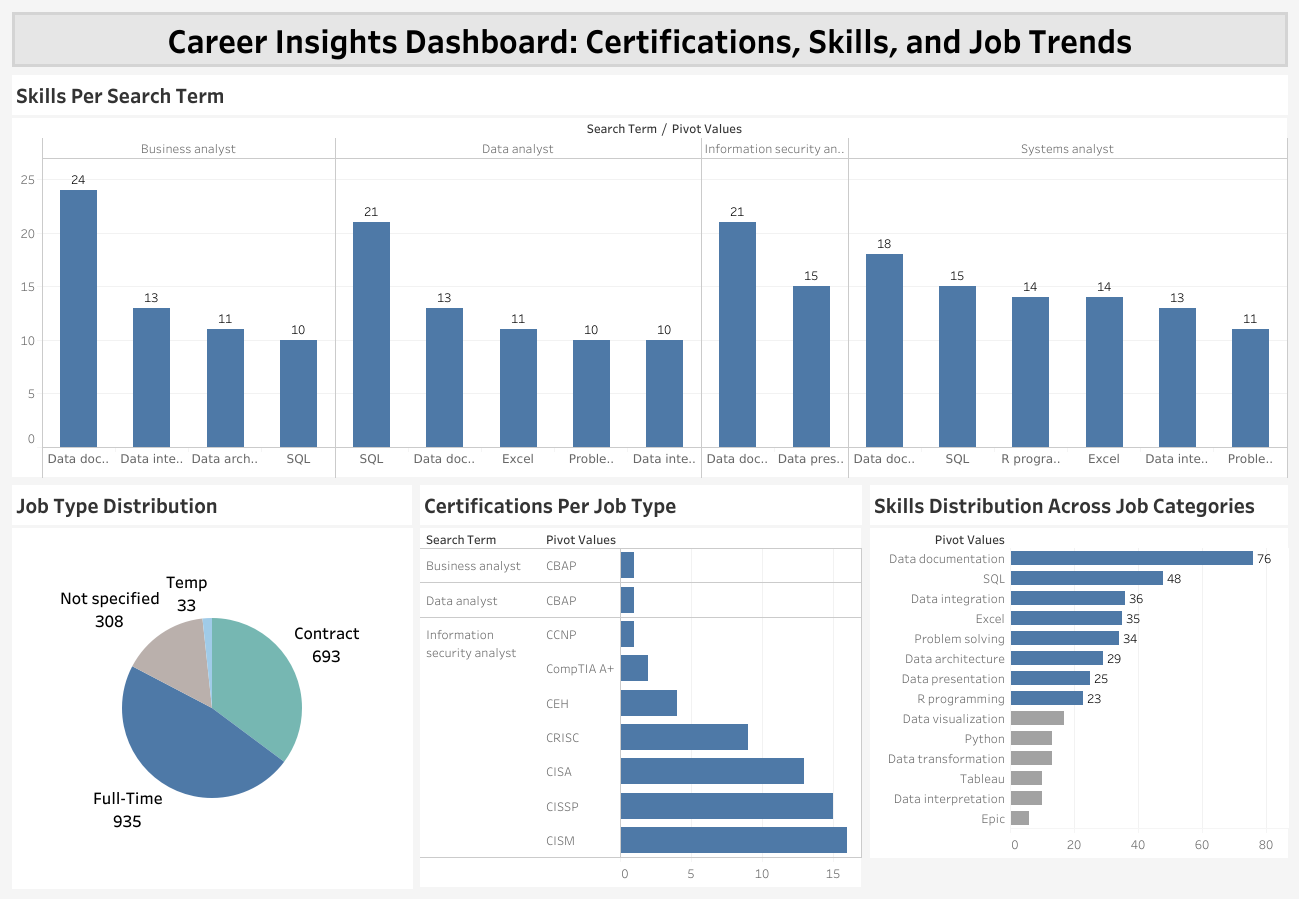 Career Insights Dashboard: Certifications, Skills, and Job Trends
Skills Per Search Term
Search Term / Pivot Values
Business analyst
Data analyst
Information security an..
Systems analyst
25
20
15
10
5
0
24
13
11
10
21
13
11
10
10
21
15
18
15
14
14
13
11
Data doc..
Data inte..
Data arch..
SQL
SQL
Data doc..
Excel
Proble..
Data inte..
Data doc..
Data pres..
Data doc..
SQL
R progra..
Excel
Data inte..
Proble..
Job Type Distribution
Temp
33
Not specified
308
Contract
693
Full-Time
935
Certifications Per Job Type
Search Term
Pivot Values
Business analyst
CBAP
Data analyst
CBAP
Information
security analyst
CCNP
CompTIA A+
CEH
CRISC
CISA
CISSP
CISM
0
5
10
15
Skills Distribution Across Job Categories
Pivot Values
Data documentation 76
SQL 48
Data integration 36
Excel 35
Problem solving 34
Data architecture 29
Data presentation 25
R programming 23
Data visualization
Python
Data transformation
Tableau
Data interpretation
Epic
0
20
40
60
80